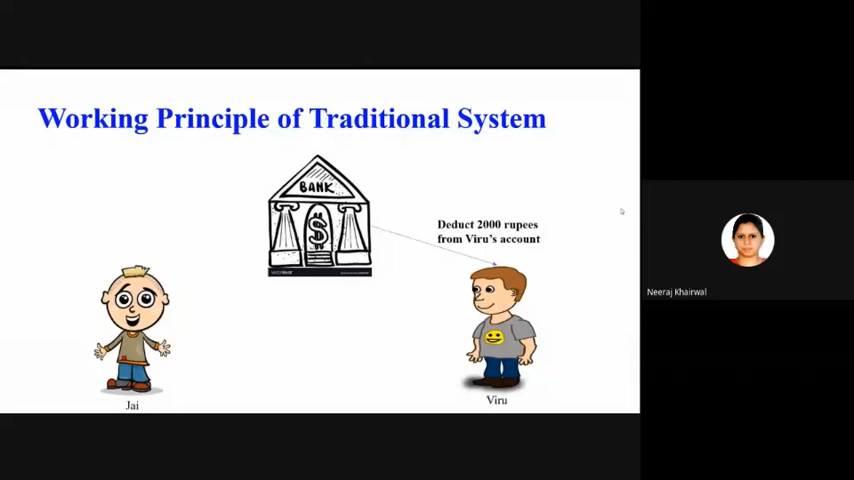 Working Principle of Traditional System
BANK
$
Deduct 2000 rupees
from Viru's account
Neeraj Khairwal
Jai
Viru